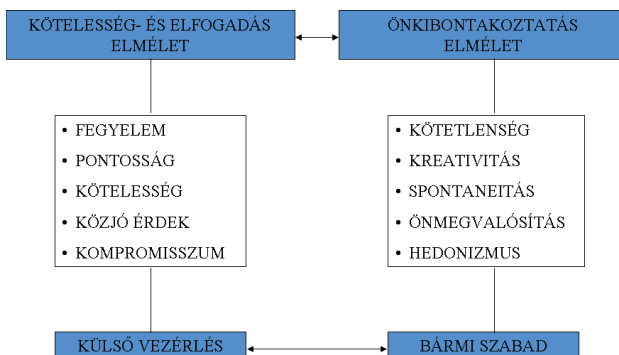 KÖTELESSÉG- ÉS ELFOGADÁS
ELMÉLET
ÖNKIBONTAKOZTATÁS
ELMÉLET
• FEGYELEM
• PONTOSSÁG
• KÖTELESSÉG
• KÖZJÓ ÉRDEK
• KOMPROMISSZUM
• KÖTETLENSÉG
• KREATIVITÁS
• SPONTANEITÁS
• ÖNMEGVALÓSÍTÁS
• HEDONIZMUS
KÜLSŐ VEZÉRLÉS
BÁRMI SZABAD